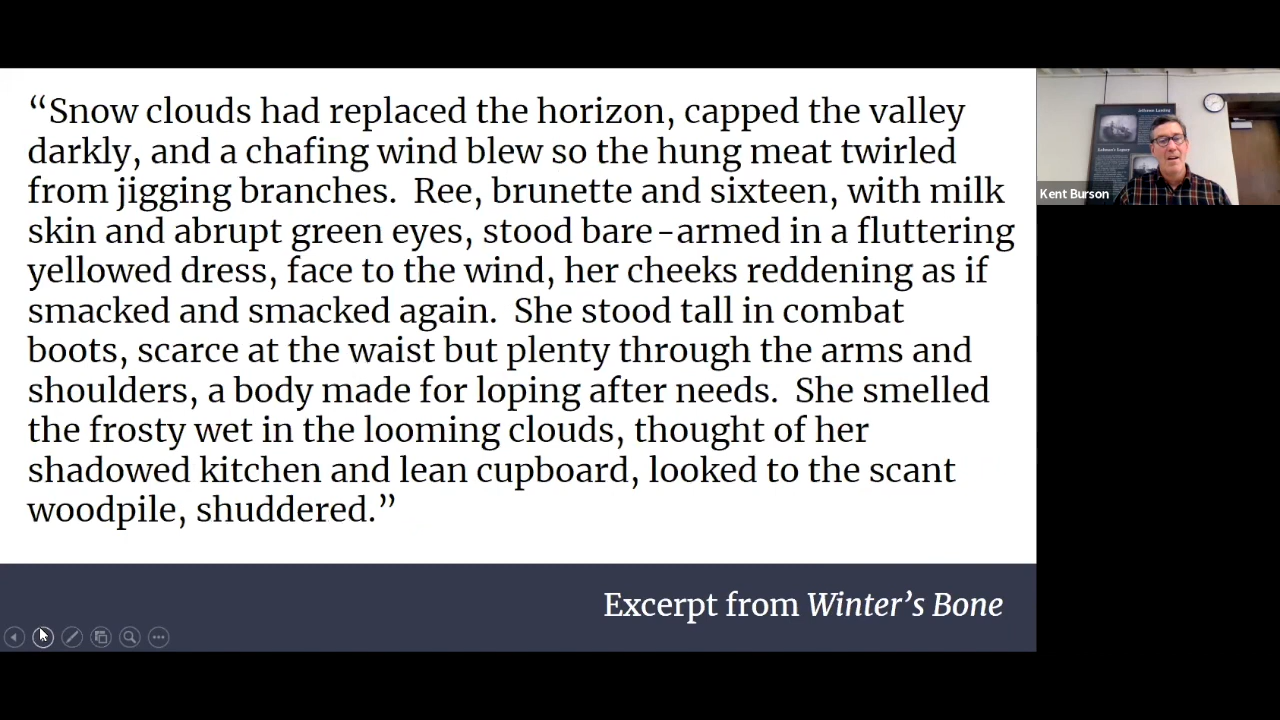 “Snow clouds had replaced the horizon, capped the valley
darkly, and a chafing wind blew so the hung meat twirled
from jigging branches.  Ree, brunette and sixteen, with milk
skin and abrupt green eyes, stood bare-armed in a fluttering
yellowed dress, face to the wind, her cheeks reddening as if
smacked and smacked again.  She stood tall in combat
boots, scarce at the waist but plenty through the arms and
shoulders, a body made for loping after needs.  She smelled
the frosty wet in the looming clouds, thought of her
shadowed kitchen and lean cupboard, looked to the scant
woodpile, shuddered.”
Excerpt from Winter’s Bone
Kent Burson